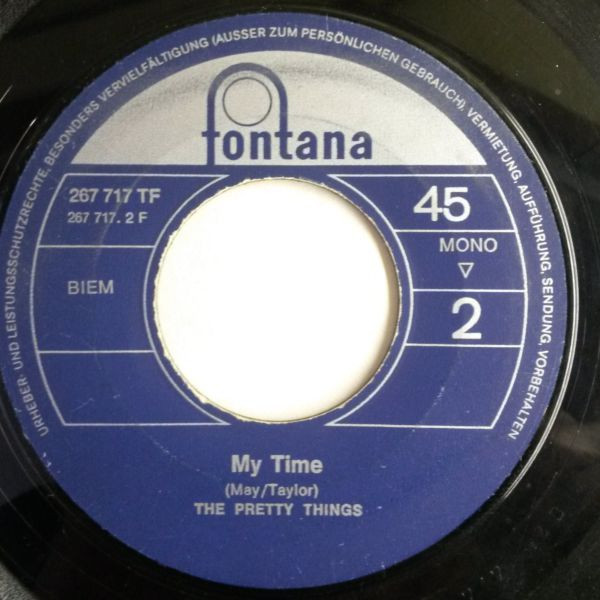 URHEBER- UND LEISTUNGSSCHUTZRECHTE, BESONDERS VERVIELFÄLTIGUNG (AUSSER ZUM PERSÖNLICHEN GEBRAUCH), VERMIETUNG, AUFFÜHRUNG, SENDUNG, VORBEHALTEN
fontana
267 717 TF
267 717. 2 F
BIEM
45
MONO
2
My Time
(May/Taylor)
THE PRETTY THINGS